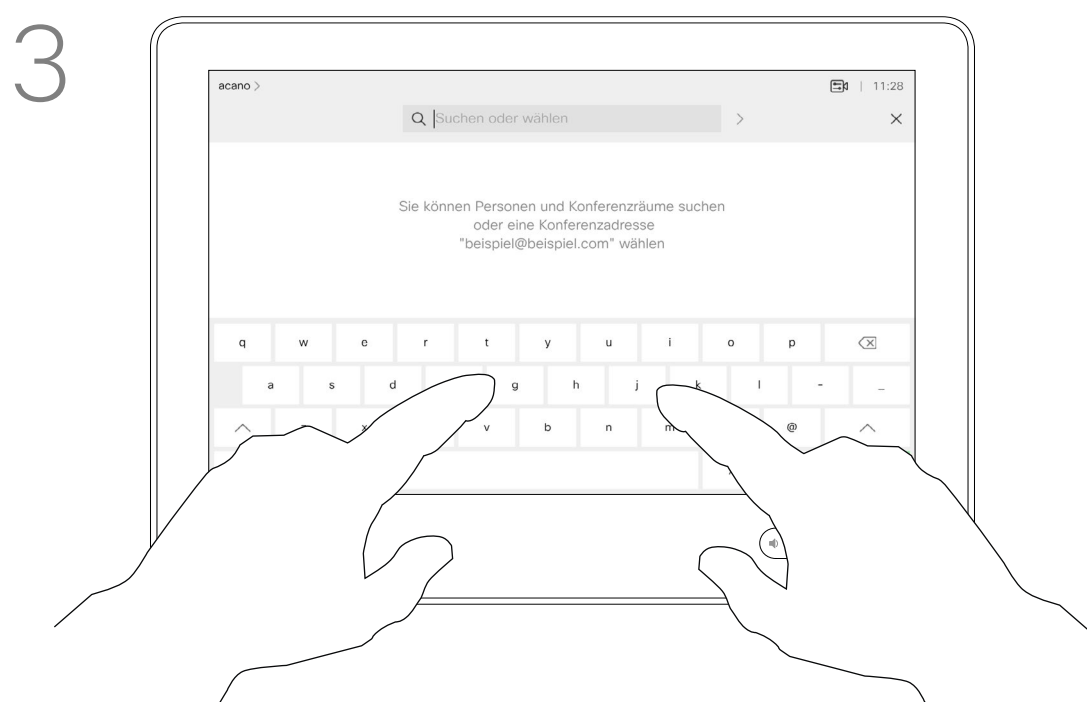 3
acano >
11:28
Suchen oder wählen
Sie können Personen und Konferenzräume suchen
oder eine Konferenzadresse
"beispiel@beispiel.com" wählen
q w e r t y u i o p
a s d g h j k l - _
x v b n m @